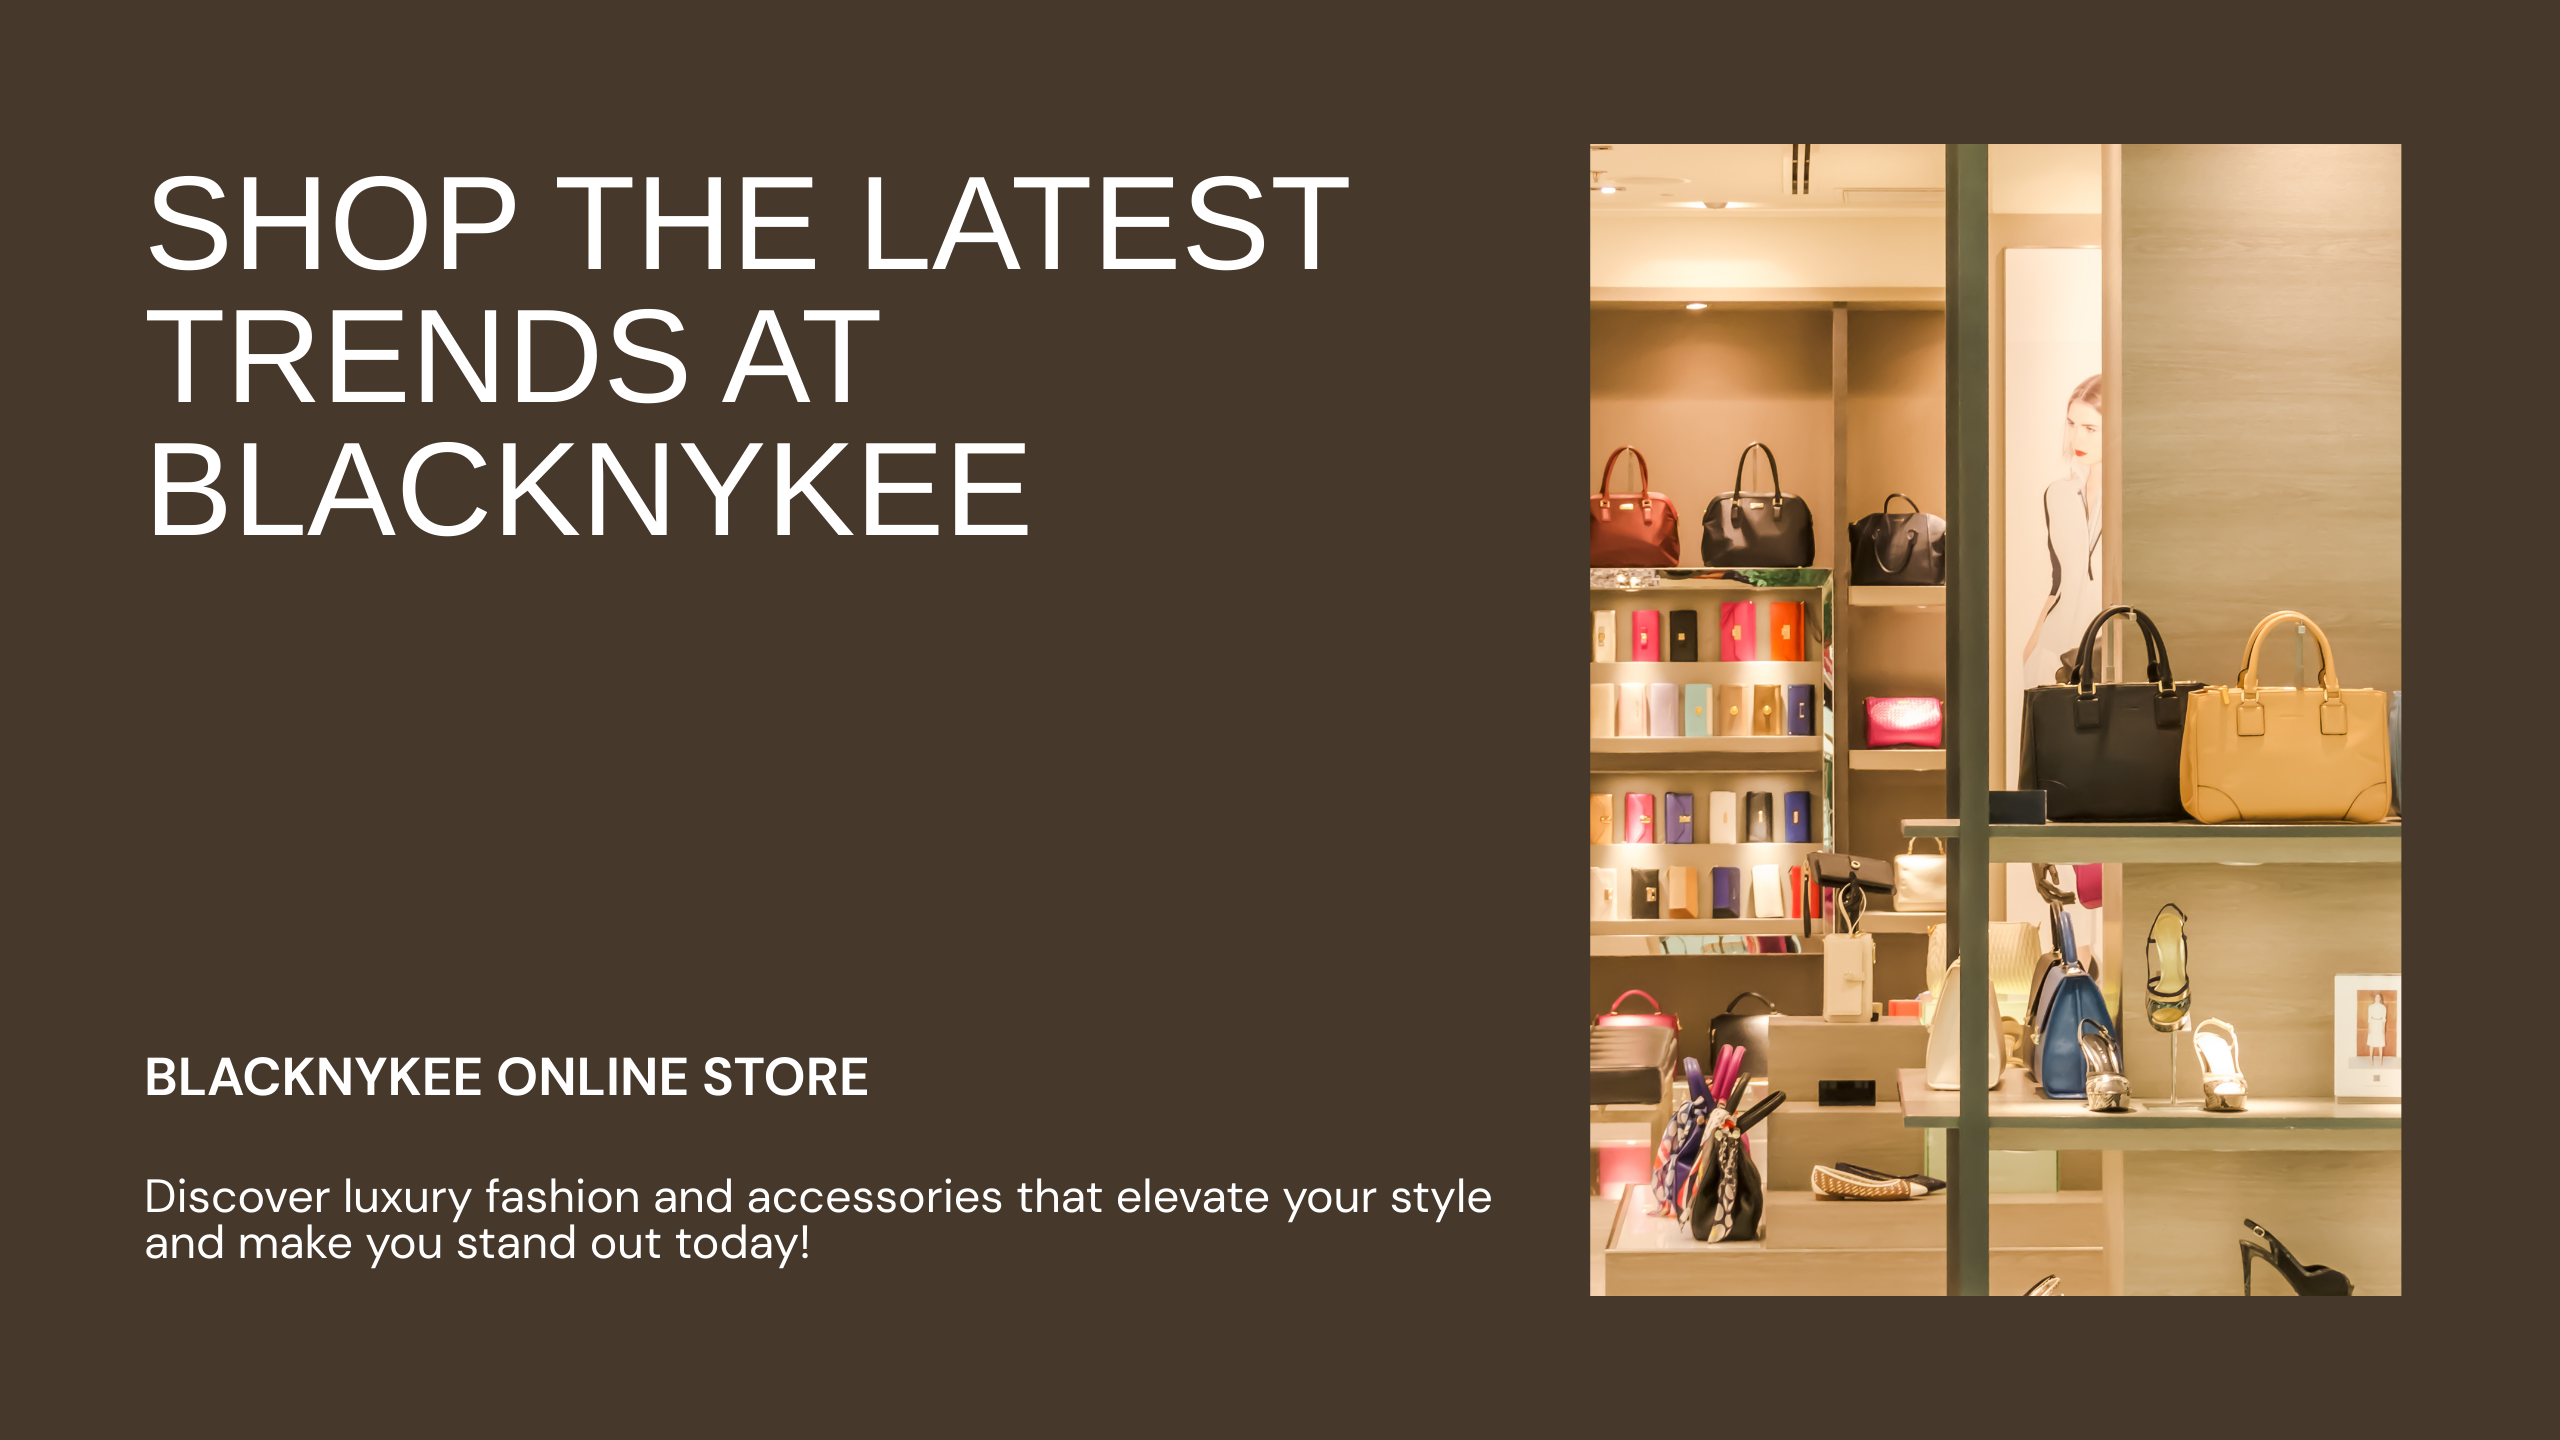 SHOP THE LATEST
TRENDS AT
BLACKNYKEE
BLACKNYKEE ONLINE STORE
Discover luxury fashion and accessories that elevate your style
and make you stand out today!